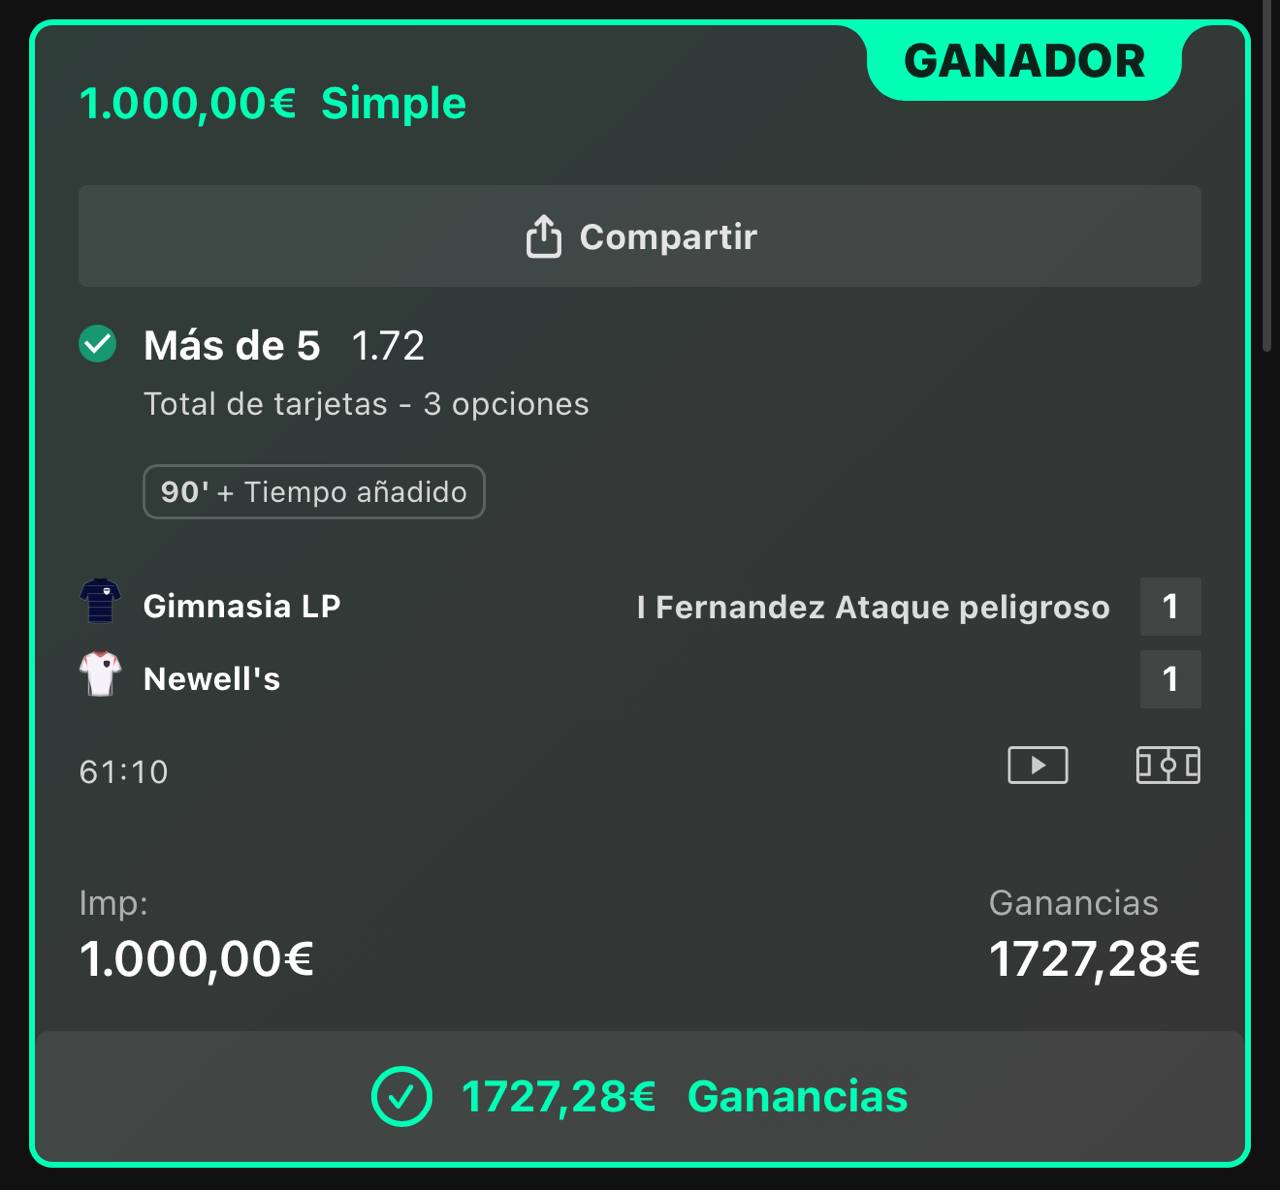 GANADOR
1.000,00€ Simple
Compartir
Más de 5 1.72
Total de tarjetas - 3 opciones
90' + Tiempo añadido
Gimnasia LP I Fernandez Ataque peligroso 1
Newell's 1
61:10
Imp: Ganancias
1.000,00€ 1727,28€
1727,28€ Ganancias